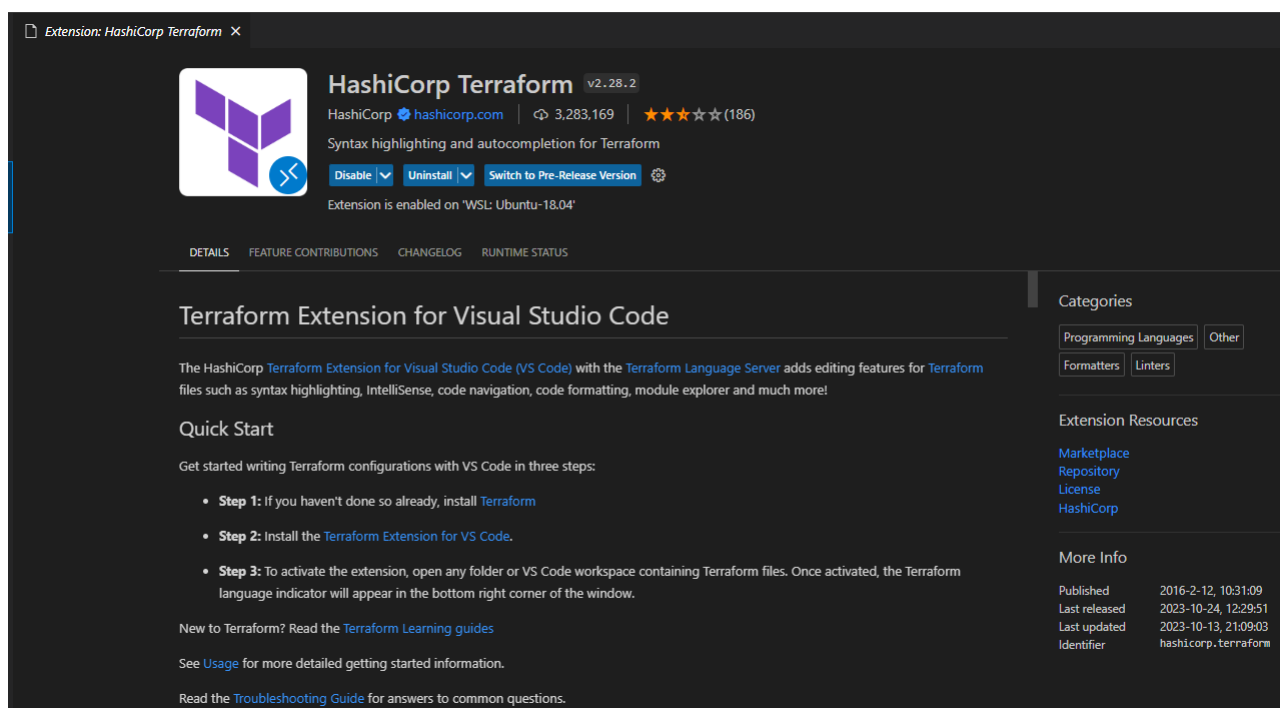 Extension: HashiCorp Terraform
HashiCorp Terraform v2.28.2
HashiCorp hashicorp.com 3,283,169 (186)
Syntax highlighting and autocompletion for Terraform
Disable Uninstall Switch to Pre-Release Version
Extension is enabled on 'WSL: Ubuntu-18.04'
DETAILS FEATURE CONTRIBUTIONS CHANGELOG RUNTIME STATUS
Terraform Extension for Visual Studio Code
The HashiCorp Terraform Extension for Visual Studio Code (VS Code) with the Terraform Language Server adds editing features for Terraform
files such as syntax highlighting, IntelliSense, code navigation, code formatting, module explorer and much more!
Quick Start
Get started writing Terraform configurations with VS Code in three steps:
• Step 1: If you haven't done so already, install Terraform
• Step 2: Install the Terraform Extension for VS Code.
• Step 3: To activate the extension, open any folder or VS Code workspace containing Terraform files. Once activated, the Terraform
language indicator will appear in the bottom right corner of the window.
New to Terraform? Read the Terraform Learning guides
See Usage for more detailed getting started information.
Read the Troubleshooting Guide for answers to common questions.
Categories
Programming Languages Other
Formatters Linters
Extension Resources
Marketplace
Repository
License
HashiCorp
More Info
Published 2016-2-12, 10:31:09
Last released 2023-10-24, 12:29:51
Last updated 2023-10-13, 21:09:03
Identifier hashicorp.terraform